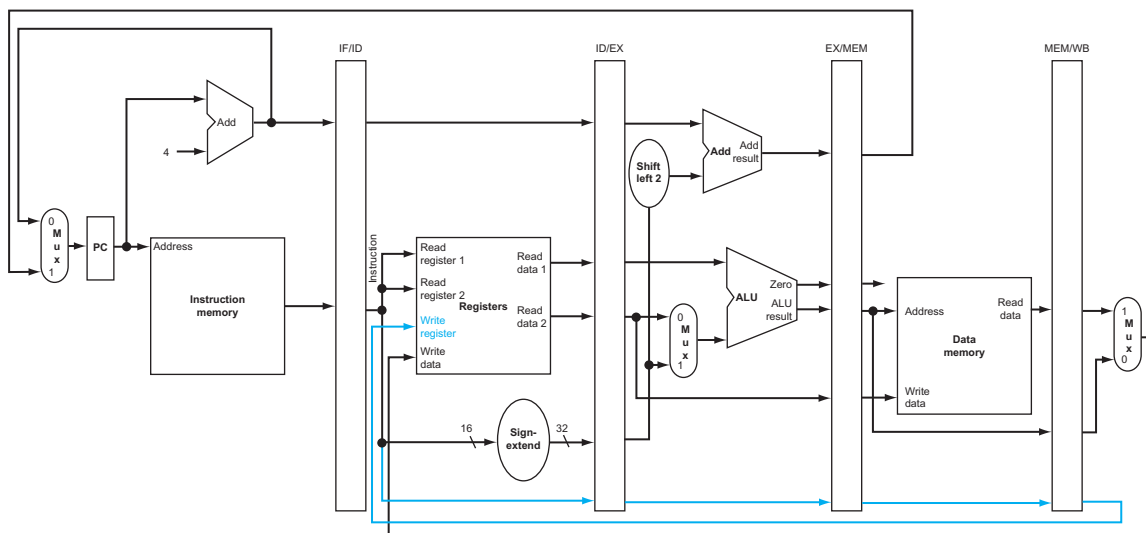 IF/ID
ID/EX
EX/MEM
MEM/WB
Add
4
Add
Add
result
Shift
left 2
0
M
u
x
1
PC
Address
Instruction
memory
Instruction
Read
register 1
Read
register 2
Write
register
Write
data
Registers
Read
data 1
Read
data 2
16
Sign-
extend
32
0
M
u
x
1
ALU
Zero
ALU
result
Address
Write
data
Data
memory
Read
data
1
M
u
x
0